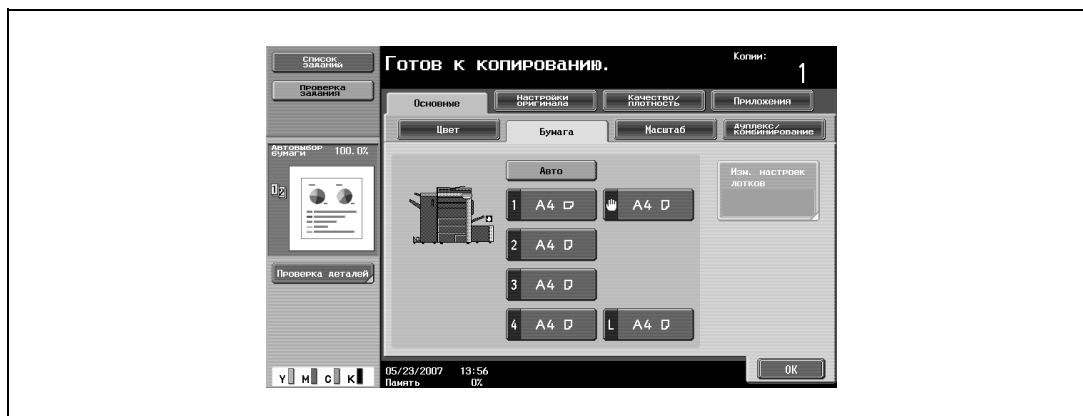 Список
заданий
Проверка
задания
Готов к копированию.
Копии:
1
Основные
Настройки
оригинала
Качество/
плотность
Приложения
Цвет
Бумага
Масштаб
Дуплекс/
комбинирование
Автовыбор
бумаги
100.0%
Авто
1 A4
A4
2 A4
3 A4
4 A4
L A4
Изм. настроек
лотков
Проверка деталей
Y M C K
05/23/2007 13:56
Память 0%
OK